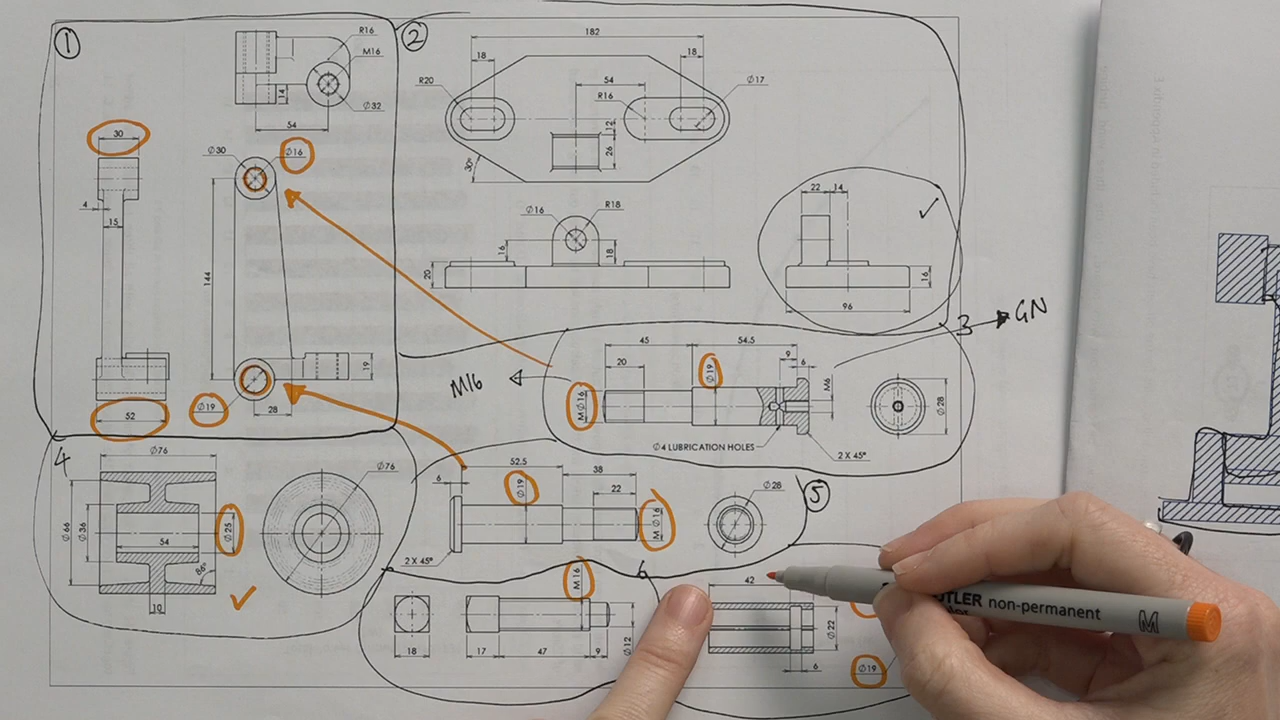 1
2
R16
M16
14
Ø32
54
30
Ø30
Ø16
4
15
144
Ø19
28
19
52
182
18
18
R20
54
Ø17
R16
12
26
30°
Ø16
R18
16
18
20
22
14
16
96
3
GN
M16
45
54.5
20
9
6
Ø19
M Ø16
M6
Ø28
Ø4 LUBRICATION HOLES
2 X 45°
4
Ø76
Ø76
Ø66
Ø36
54
Ø25
86°
10
5
52.5
38
6
22
Ø19
M Ø16
Ø28
2 X 45°
6
M16
18
17
47
9
Ø12
42
Ø22
6
Ø19
non-permanent
M